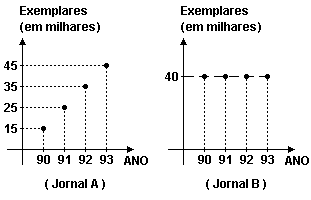 Exemplares
(em milhares)
45
35
25
15
90 91 92 93 ANO
( Jornal A )
Exemplares
(em milhares)
40
90 91 92 93 ANO
( Jornal B )